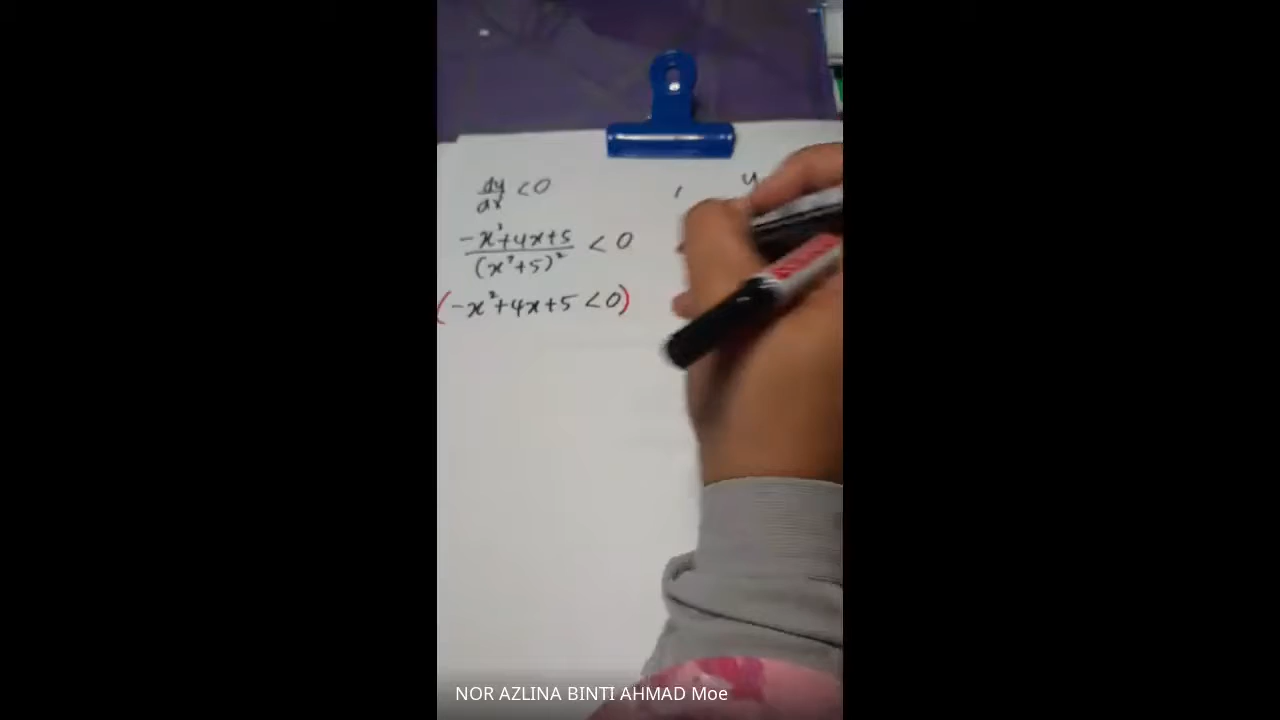 dy/dx < 0 , y
-x²+4x+5/(x²+5)² < 0
(-x²+4x+5 < 0)
NOR AZLINA BINTI AHMAD Moe